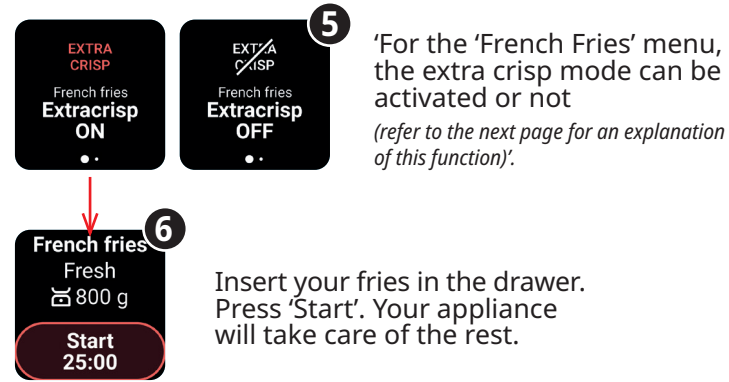 5
EXTRA
CRISP
French fries
Extracrisp
ON
EXTRA
CRISP
French fries
Extracrisp
OFF
‘For the ‘French Fries’ menu,
the extra crisp mode can be
activated or not
(refer to the next page for an explanation
of this function)’.
6
French fries
Fresh
800 g
Start
25:00
Insert your fries in the drawer.
Press ‘Start’. Your appliance
will take care of the rest.